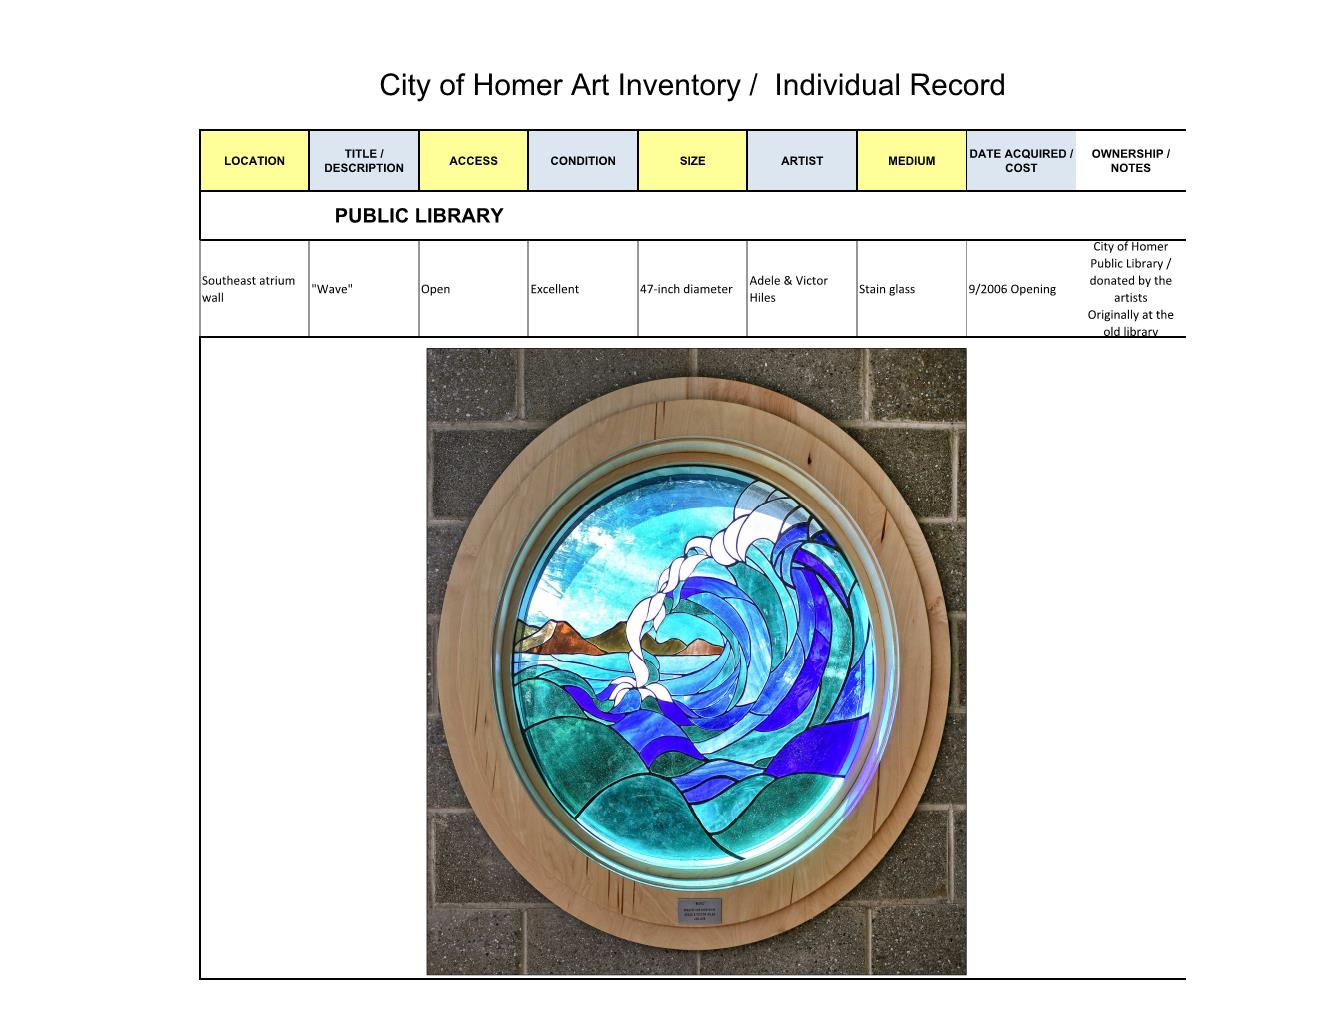 City of Homer Art Inventory /  Individual Record
LOCATION
TITLE /
DESCRIPTION
ACCESS
CONDITION
SIZE
ARTIST
MEDIUM
DATE ACQUIRED /
COST
OWNERSHIP /
NOTES
PUBLIC LIBRARY
Southeast atrium
wall
"Wave"
Open
Excellent
47-inch diameter
Adele & Victor
Hiles
Stain glass
9/2006 Opening
City of Homer
Public Library /
donated by the
artists
Originally at the
old library